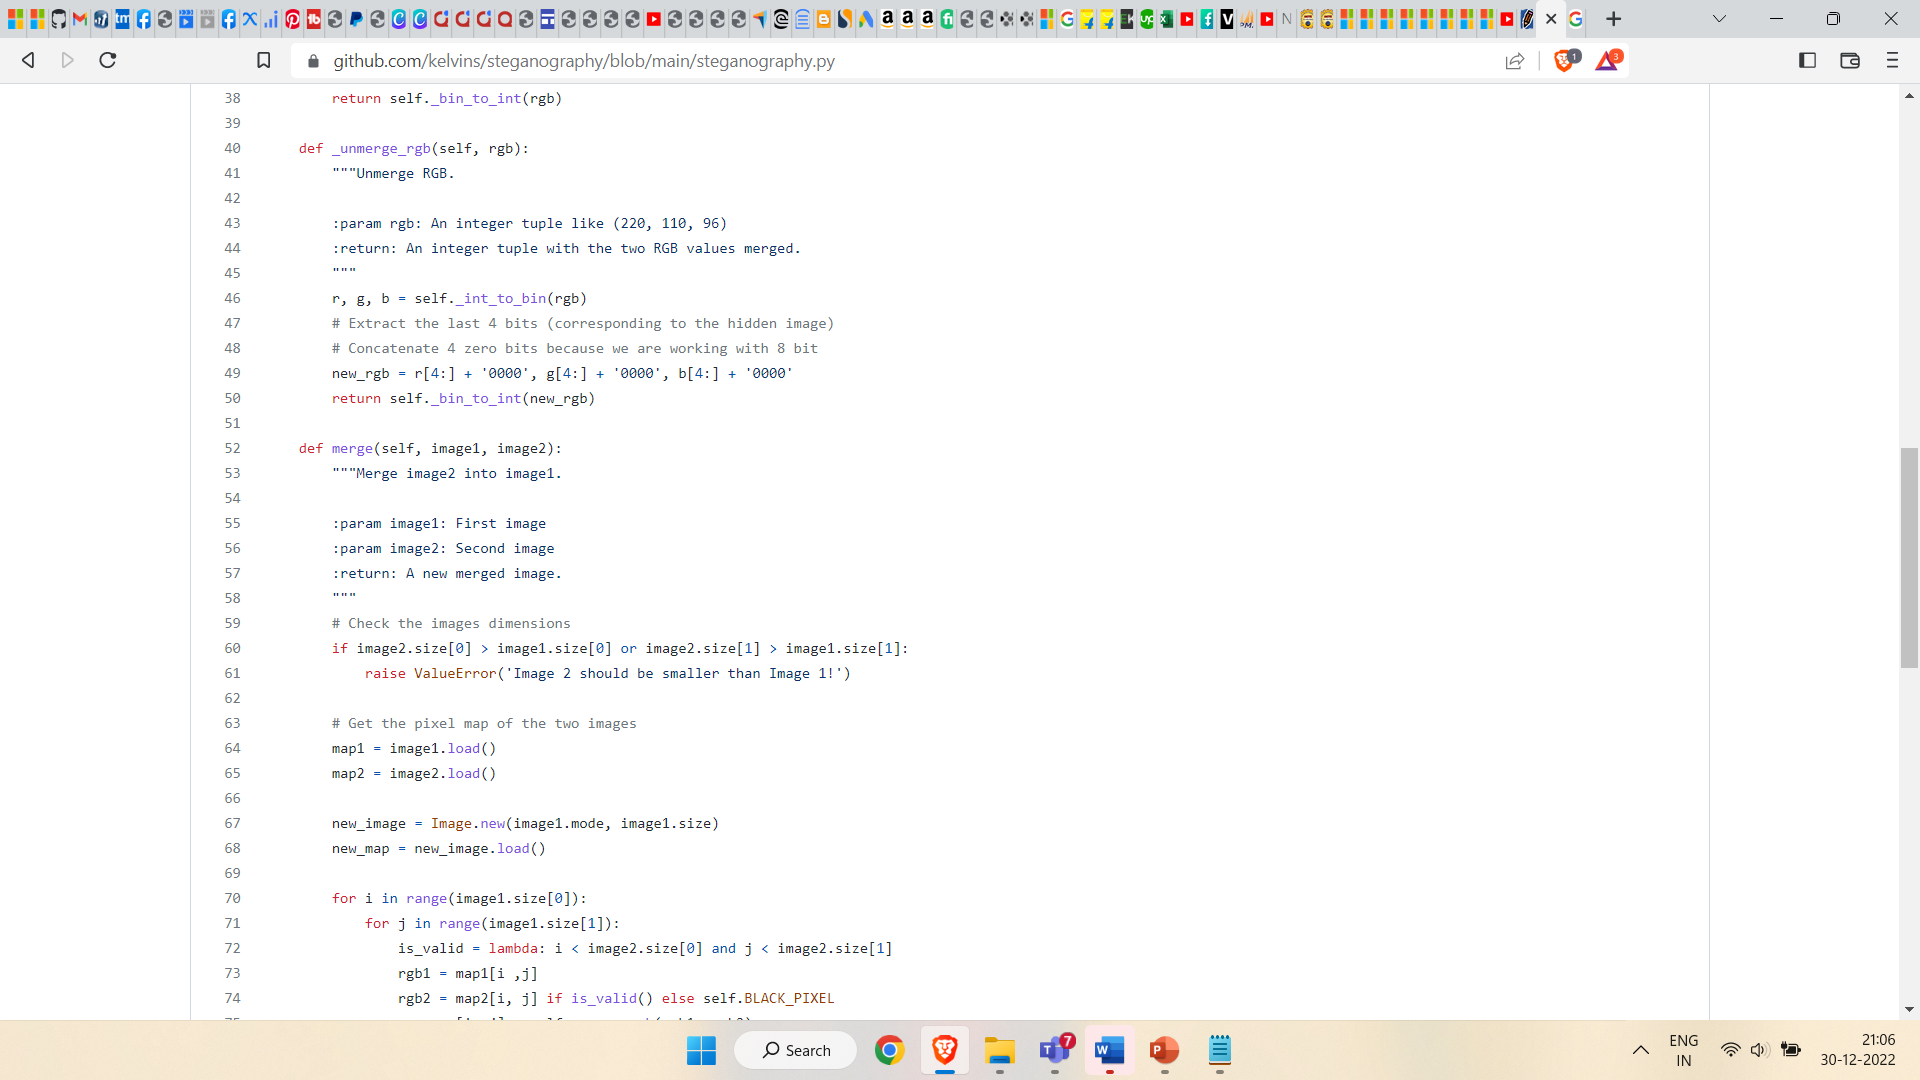 github.com/kelvins/steganography/blob/main/steganography.py
1
3
38 return self._bin_to_int(rgb)
39
40 def _unmerge_rgb(self, rgb):
41 """Unmerge RGB.
42
43 :param rgb: An integer tuple like (220, 110, 96)
44 :return: An integer tuple with the two RGB values merged.
45 """
46 r, g, b = self._int_to_bin(rgb)
47 # Extract the last 4 bits (corresponding to the hidden image)
48 # Concatenate 4 zero bits because we are working with 8 bit
49 new_rgb = r[4:] + '0000', g[4:] + '0000', b[4:] + '0000'
50 return self._bin_to_int(new_rgb)
51
52 def merge(self, image1, image2):
53 """Merge image2 into image1.
54
55 :param image1: First image
56 :param image2: Second image
57 :return: A new merged image.
58 """
59 # Check the images dimensions
60 if image2.size[0] > image1.size[0] or image2.size[1] > image1.size[1]:
61 raise ValueError('Image 2 should be smaller than Image 1!')
62
63 # Get the pixel map of the two images
64 map1 = image1.load()
65 map2 = image2.load()
66
67 new_image = Image.new(image1.mode, image1.size)
68 new_map = new_image.load()
69
70 for i in range(image1.size[0]):
71 for j in range(image1.size[1]):
72 is_valid = lambda: i < image2.size[0] and j < image2.size[1]
73 rgb1 = map1[i ,j]
74 rgb2 = map2[i, j] if is_valid() else self.BLACK_PIXEL
Search
7
ENG
IN
21:06
30-12-2022